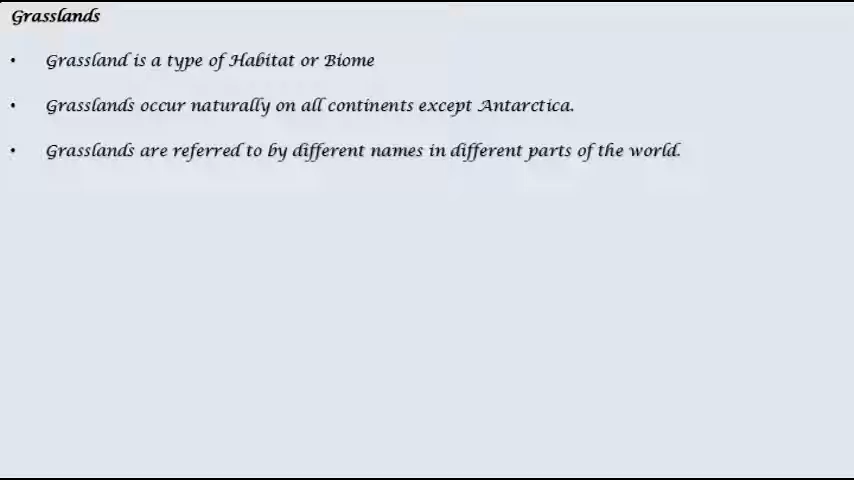 Grasslands
• Grassland is a type of Habitat or Biome
• Grasslands occur naturally on all continents except Antarctica.
• Grasslands are referred to by different names in different parts of the world.